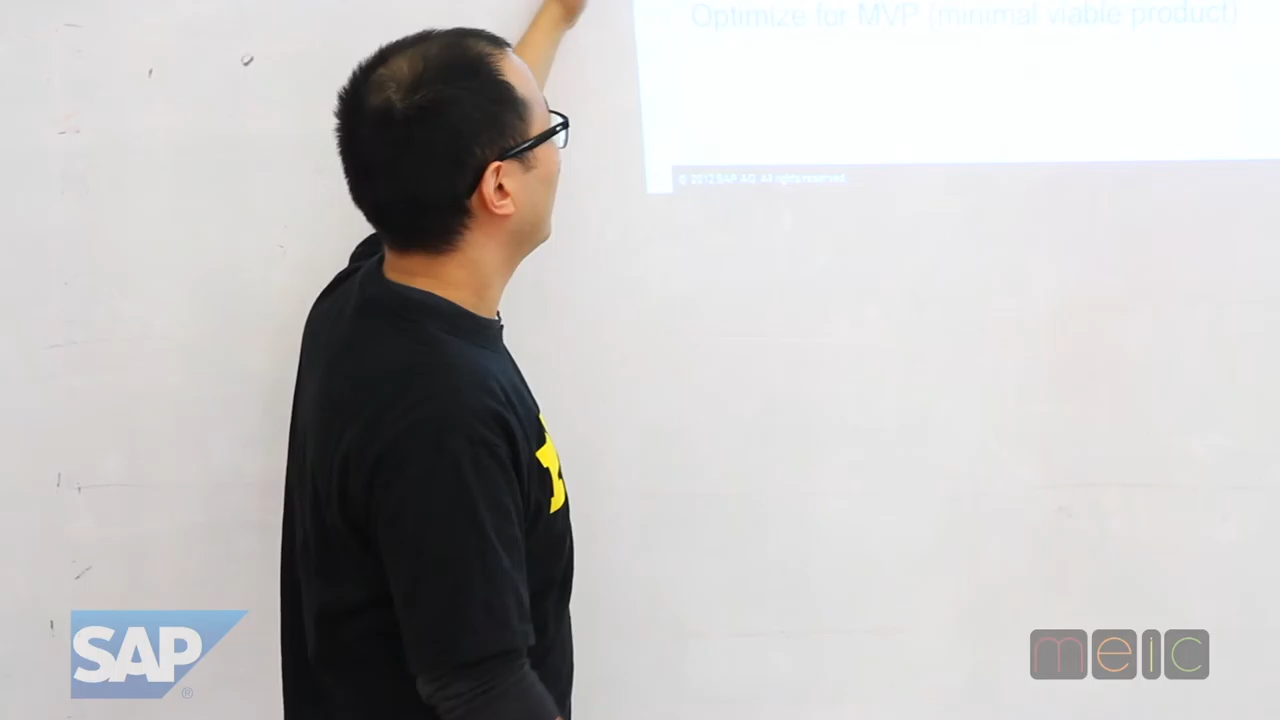 Optimize for MVP (minimal viable product)
© 2012 SAP AG. All rights reserved.
SAP®
meic